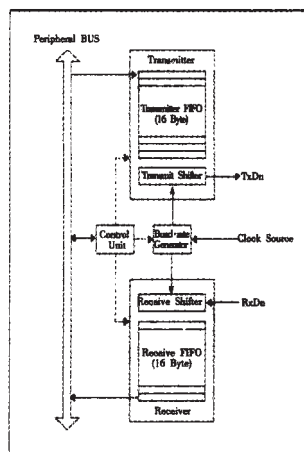 Peripheral BUS
Transmitter
Transmitter FIFO
(16 Byte)
Transmit Shifter
TxDn
Control
Unit
Baud-rate
Generator
Clock Source
Receive Shifter
RxDn
Receive FIFO
(16 Byte)
Receiver